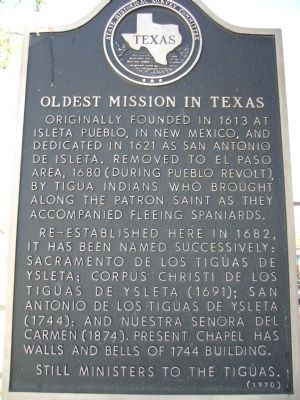 STATE HISTORICAL SURVEY COMMITTEE
TEXAS
OLDEST MISSION IN TEXAS
ORIGINALLY FOUNDED IN 1613 AT
ISLETA PUEBLO, IN NEW MEXICO, AND
DEDICATED IN 1621 AS SAN ANTONIO
DE ISLETA. REMOVED TO EL PASO
AREA, 1680 (DURING PUEBLO REVOLT),
BY TIGUA INDIANS WHO BROUGHT
ALONG THE PATRON SAINT AS THEY
ACCOMPANIED FLEEING SPANIARDS.
RE-ESTABLISHED HERE IN 1682,
IT HAS BEEN NAMED SUCCESSIVELY:
SACRAMENTO DE LOS TIGUAS DE
YSLETA; CORPUS CHRISTI DE LOS
TIGUAS DE YSLETA (1691); SAN
ANTONIO DE LOS TIGUAS DE YSLETA
(1744); AND NUESTRA SENORA DEL
CARMEN (1874). PRESENT CHAPEL HAS
WALLS AND BELLS OF 1744 BUILDING.
STILL MINISTERS TO THE TIGUAS.
(1970)